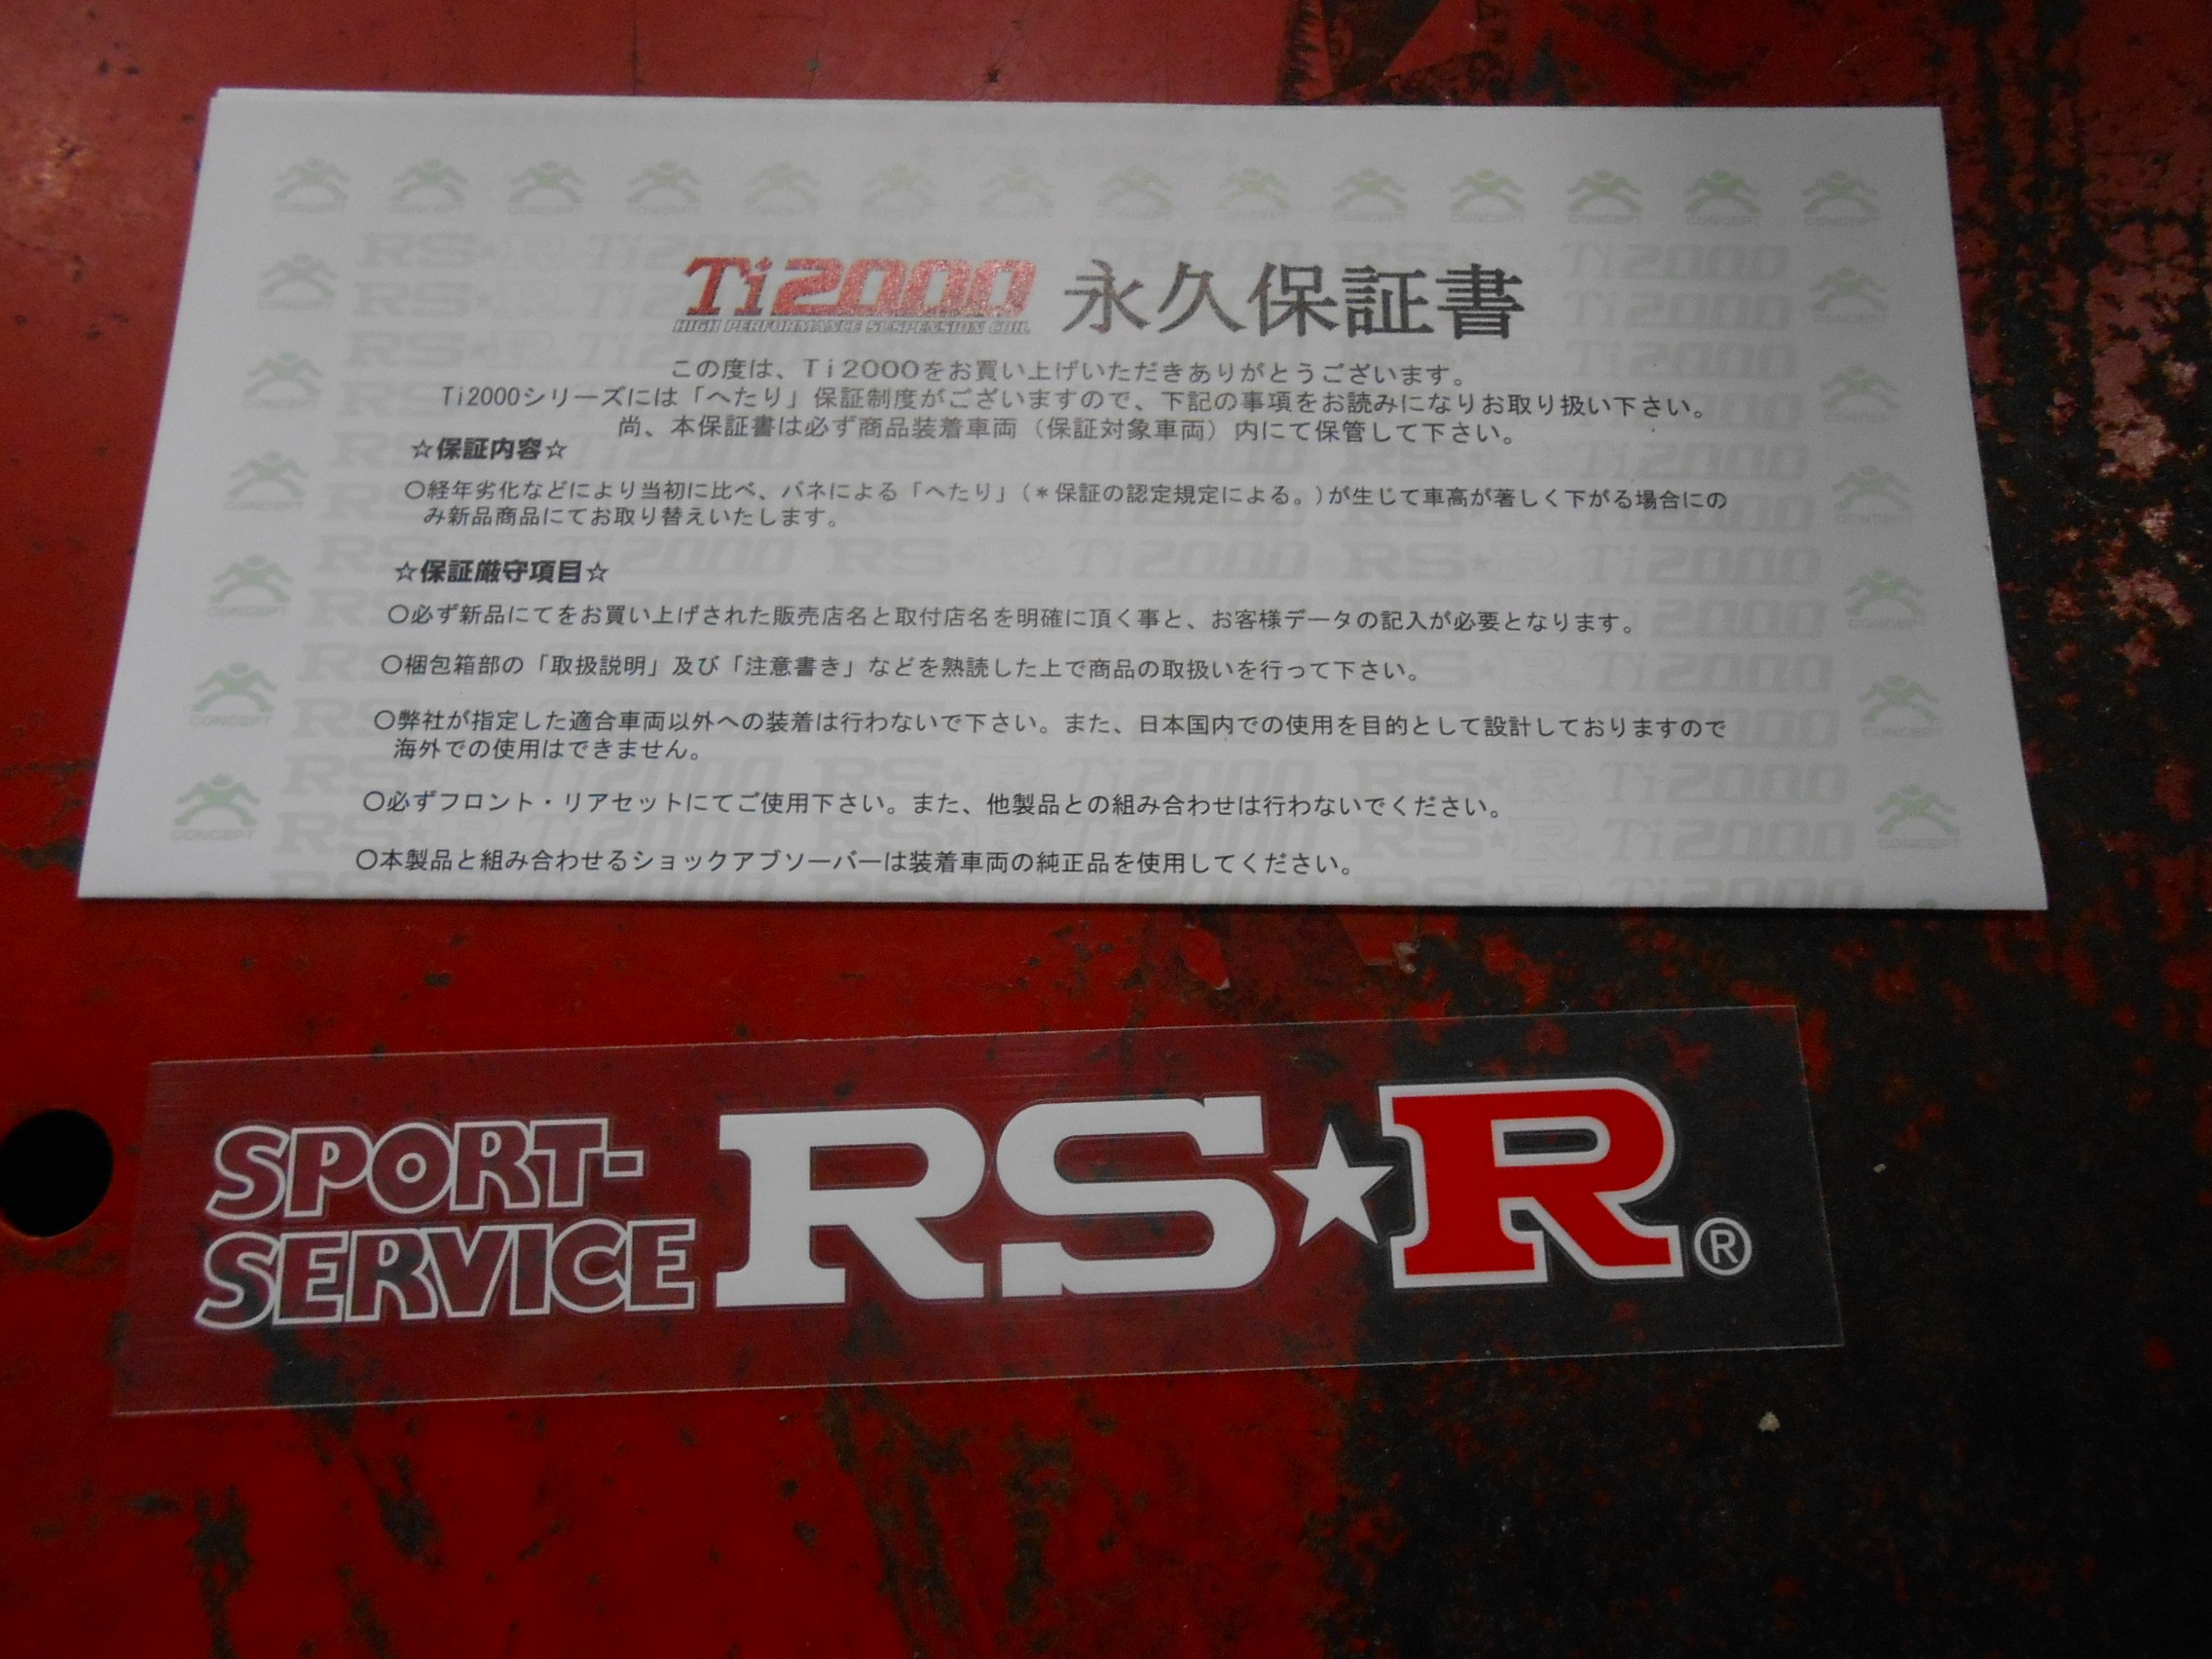 Ti2000 永久保証書
HIGH PERFORMANCE SUSPENSION COIL
この度は、Ti2000をお買い上げいただきありがとうございます。
Ti2000シリーズには「へたり」保証制度がございますので、下記の事項をお読みになりお取り扱い下さい。
尚、本保証書は必ず商品装着車両(保証対象車両)内にて保管して下さい。
☆保証内容☆
○経年劣化などにより当初に比べ、バネによる「へたり」(*保証の認定規定による。)が生じて車高が著しく下がる場合にの
み新品商品にてお取り替えいたします。
☆保証厳守項目☆
○必ず新品にてをお買い上げされた販売店名と取付店名を明確に頂く事と、お客様データの記入が必要となります。
○梱包箱部の「取扱説明」及び「注意書き」などを熟読した上で商品の取扱いを行って下さい。
○弊社が指定した適合車両以外への装着は行わないで下さい。また、日本国内での使用を目的として設計しておりますので
海外での使用はできません。
○必ずフロント・リアセットにてご使用下さい。また、他製品との組み合わせは行わないでください。
○本製品と組み合わせるショックアブソーバーは装着車両の純正品を使用してください。
SPORT-
SERVICE RS★R®